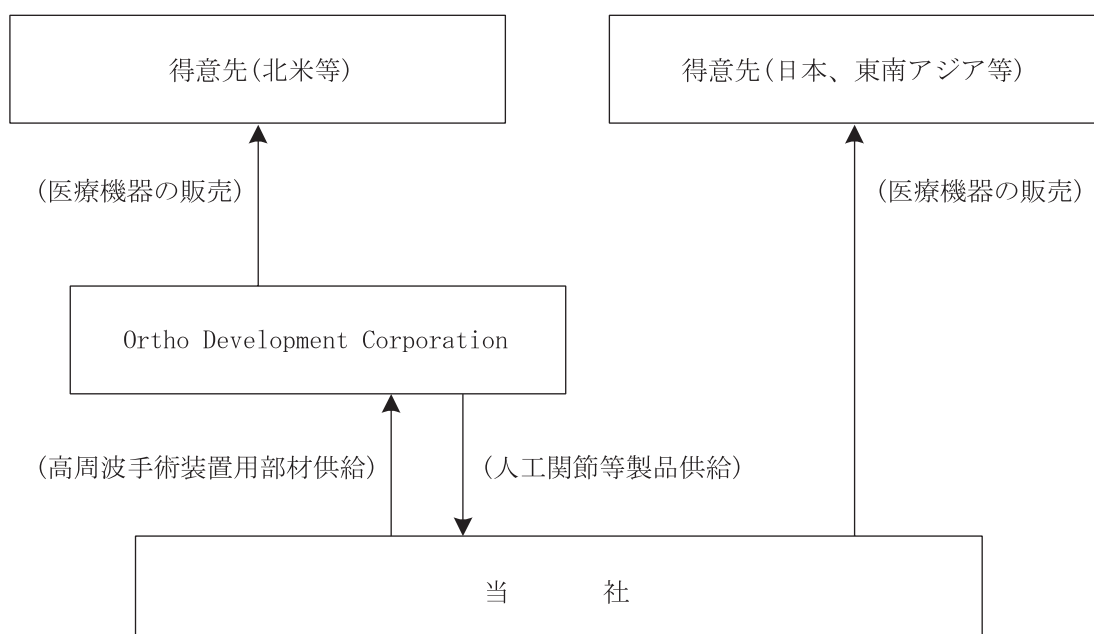 得意先(北米等)
得意先(日本、東南アジア等)
(医療機器の販売)
(医療機器の販売)
Ortho Development Corporation
(高周波手術装置用部材供給)
(人工関節等製品供給)
当　　　社